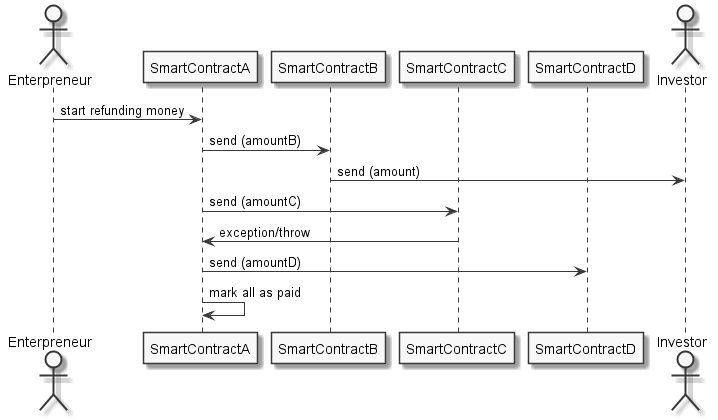 Enterpreneur
SmartContractA
SmartContractB
SmartContractC
SmartContractD
Investor
start refunding money
send (amountB)
send (amount)
send (amountC)
exception/throw
send (amountD)
mark all as paid
Enterpreneur
SmartContractA
SmartContractB
SmartContractC
SmartContractD
Investor